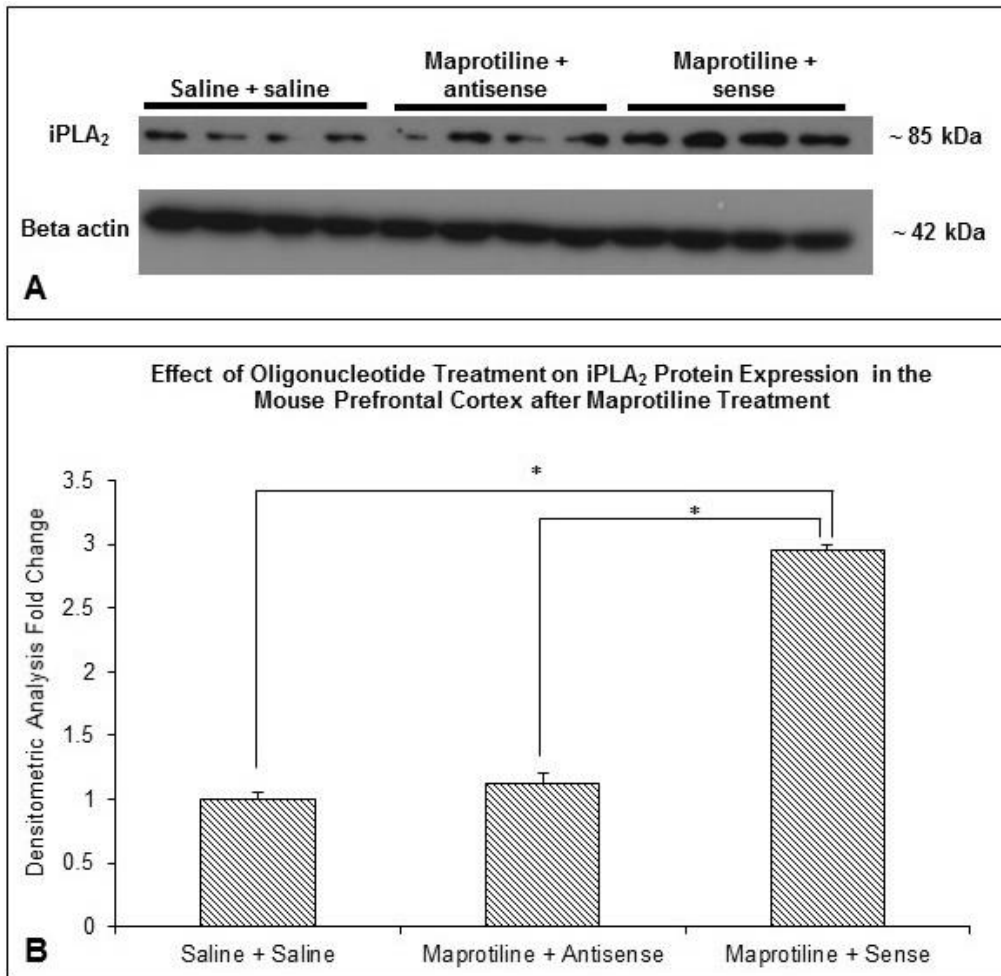 Saline + saline
Maprotiline +
antisense
Maprotiline +
sense
iPLA₂
~ 85 kDa
Beta actin
~ 42 kDa
A
Effect of Oligonucleotide Treatment on iPLA₂ Protein Expression in the
Mouse Prefrontal Cortex after Maprotiline Treatment
Densitometric Analysis Fold Change
3.5
3
2.5
2
1.5
1
0.5
0
*
*
Saline + Saline
Maprotiline + Antisense
Maprotiline + Sense
B